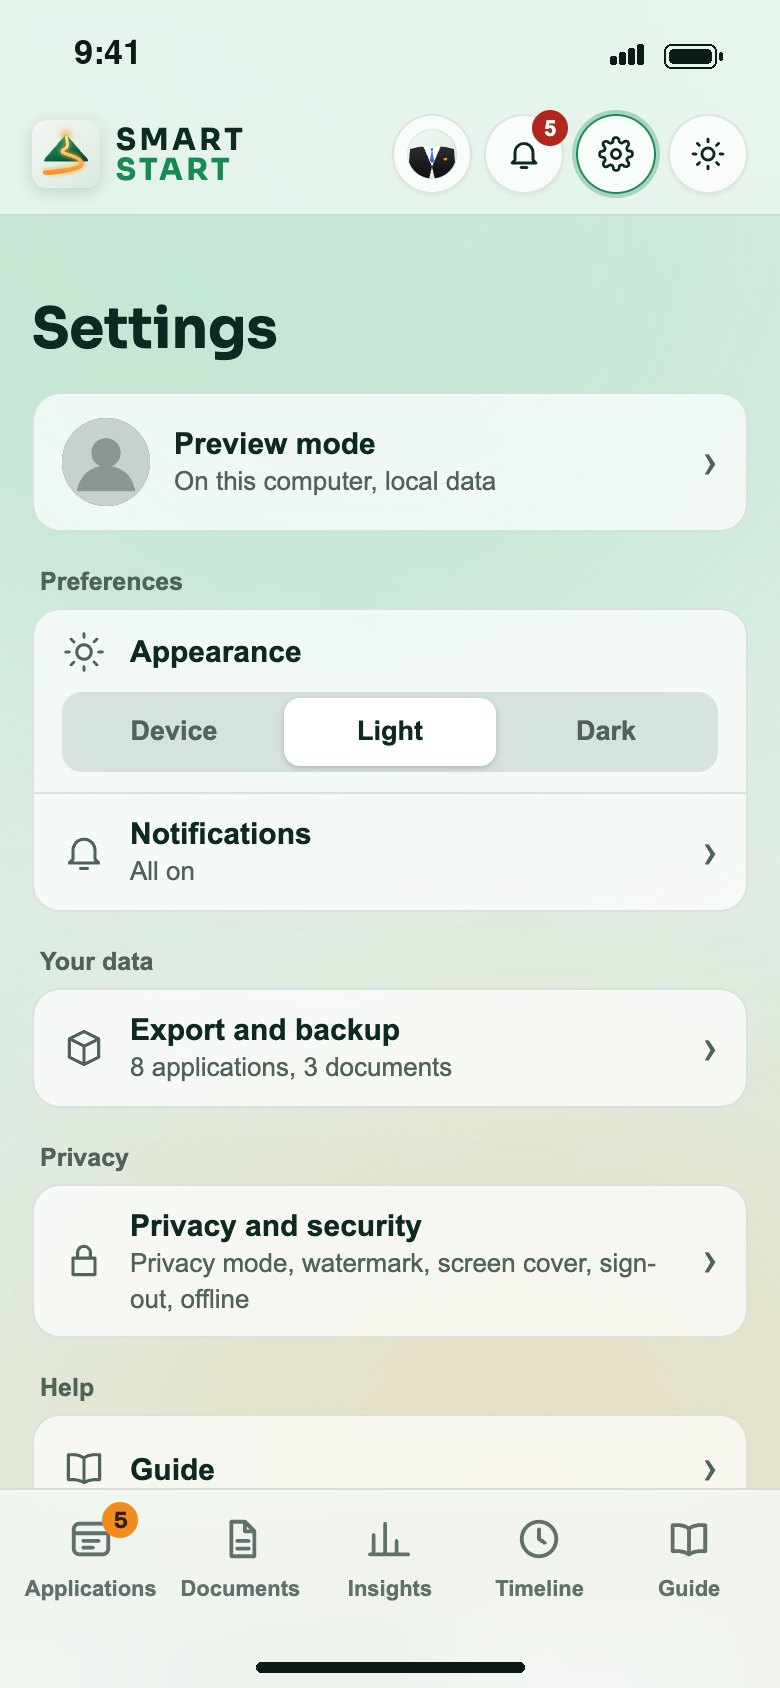 9:41
SMART
START
5
Settings
Preview mode
On this computer, local data
Preferences
Appearance
Device
Light
Dark
Notifications
All on
Your data
Export and backup
8 applications, 3 documents
Privacy
Privacy and security
Privacy mode, watermark, screen cover, sign-
out, offline
Help
Guide
5
Applications
Documents
Insights
Timeline
Guide